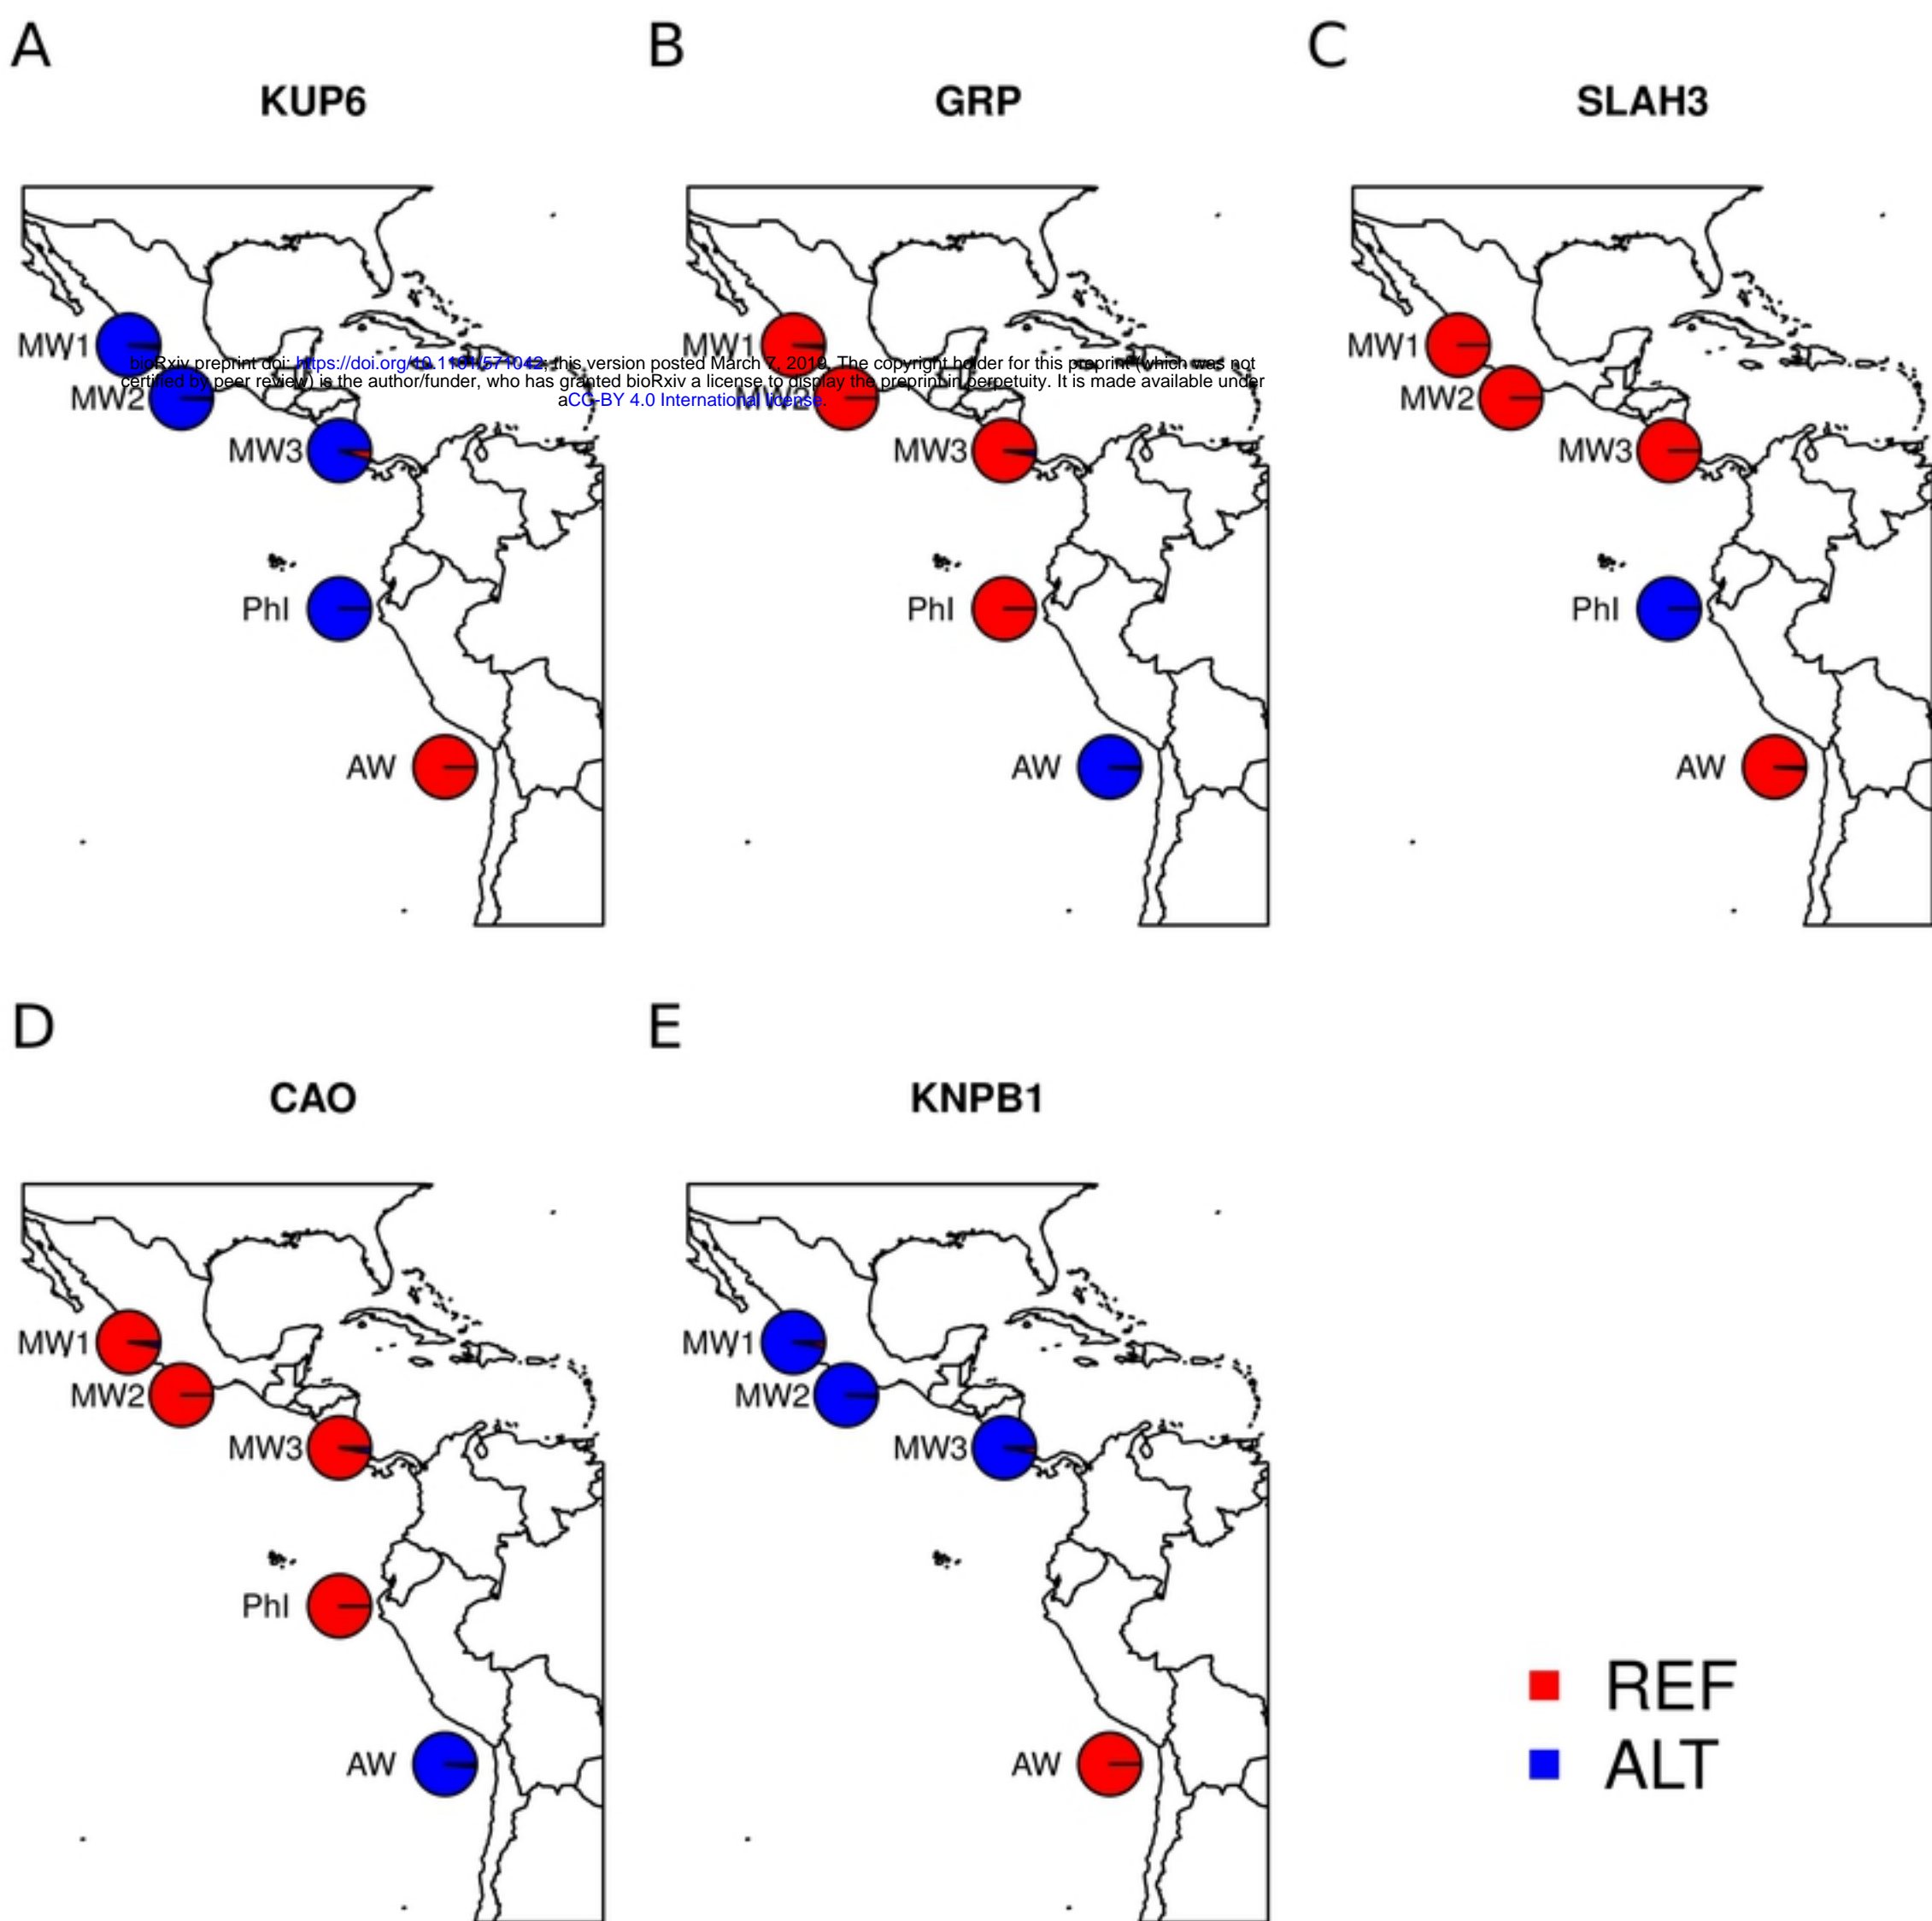 A
B
C
KUP6
GRP
SLAH3
MW1
MW1
MW1
bioRxiv preprint doi: https://doi.org/10.1101/571042; this version posted March 7, 2019. The copyright holder for this preprint (which was not
certified by peer review) is the author/funder, who has granted bioRxiv a license to display the preprint in perpetuity. It is made available under
aCC-BY 4.0 International license.
MW2
MW2
MW2
MW3
MW3
MW3
PhI
PhI
PhI
AW
AW
AW
D
E
CAO
KNPB1
MW1
MW1
MW2
MW2
MW3
MW3
PhI
AW
AW
REF
ALT